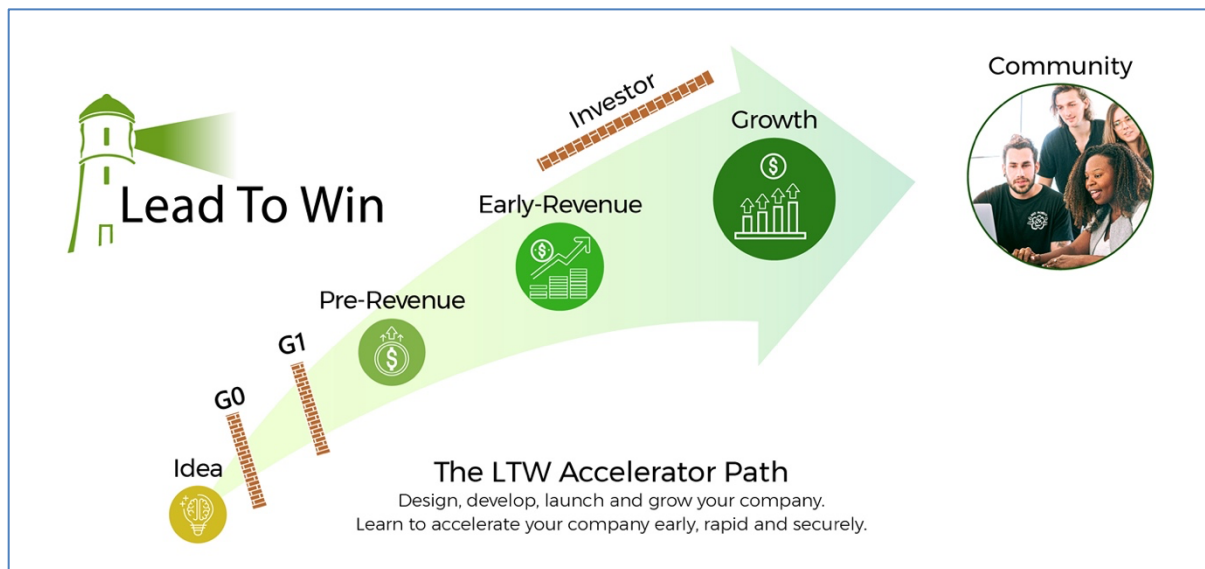 Lead To Win
Idea
G0
G1
Pre-Revenue
Early-Revenue
Investor
Growth
Community
The LTW Accelerator Path
Design, develop, launch and grow your company.
Learn to accelerate your company early, rapid and securely.